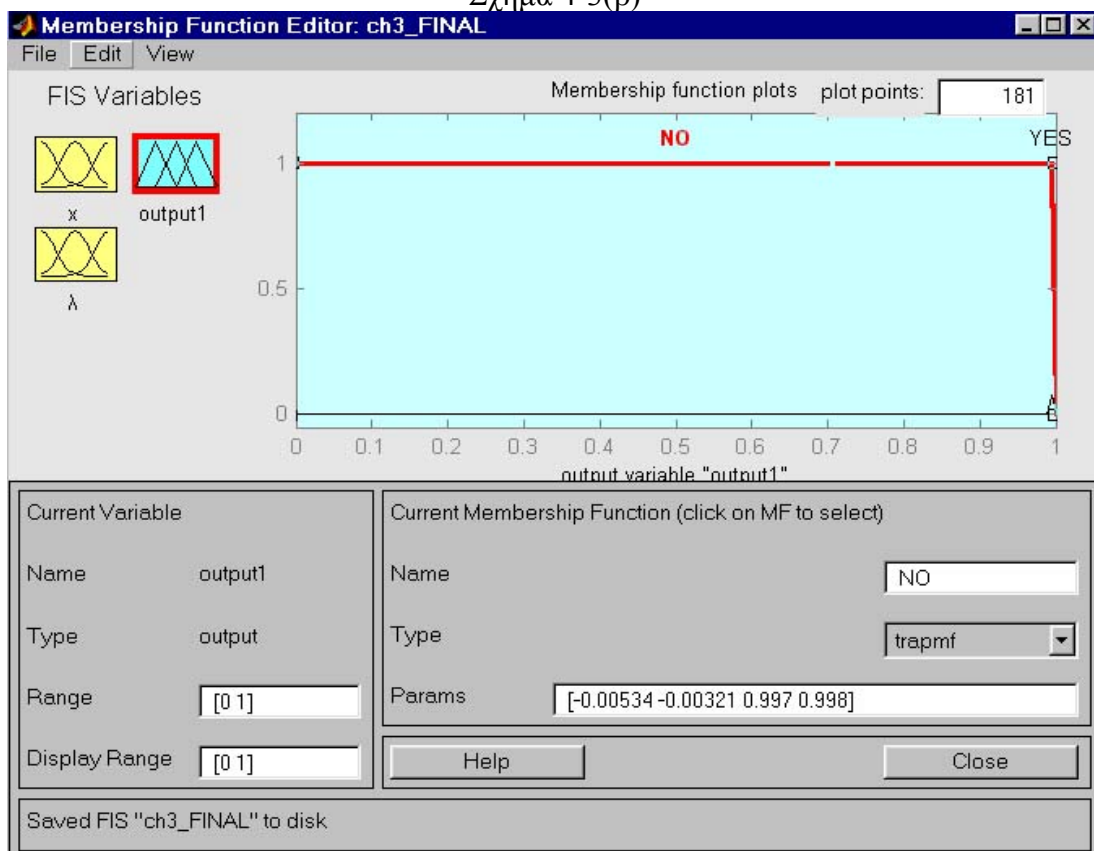 Σχήμα 4-5(β)
Membership Function Editor: ch3_FINAL
File Edit View
FIS Variables
Membership function plots plot points: 181
NO YES
x output1
λ
1
0.5
0
0 0.1 0.2 0.3 0.4 0.5 0.6 0.7 0.8 0.9 1
output variable "output1"
Current Variable
Name output1
Type output
Range [0 1]
Display Range [0 1]
Current Membership Function (click on MF to select)
Name NO
Type trapmf
Params [-0.00534 -0.00321 0.997 0.998]
Help Close
Saved FIS "ch3_FINAL" to disk